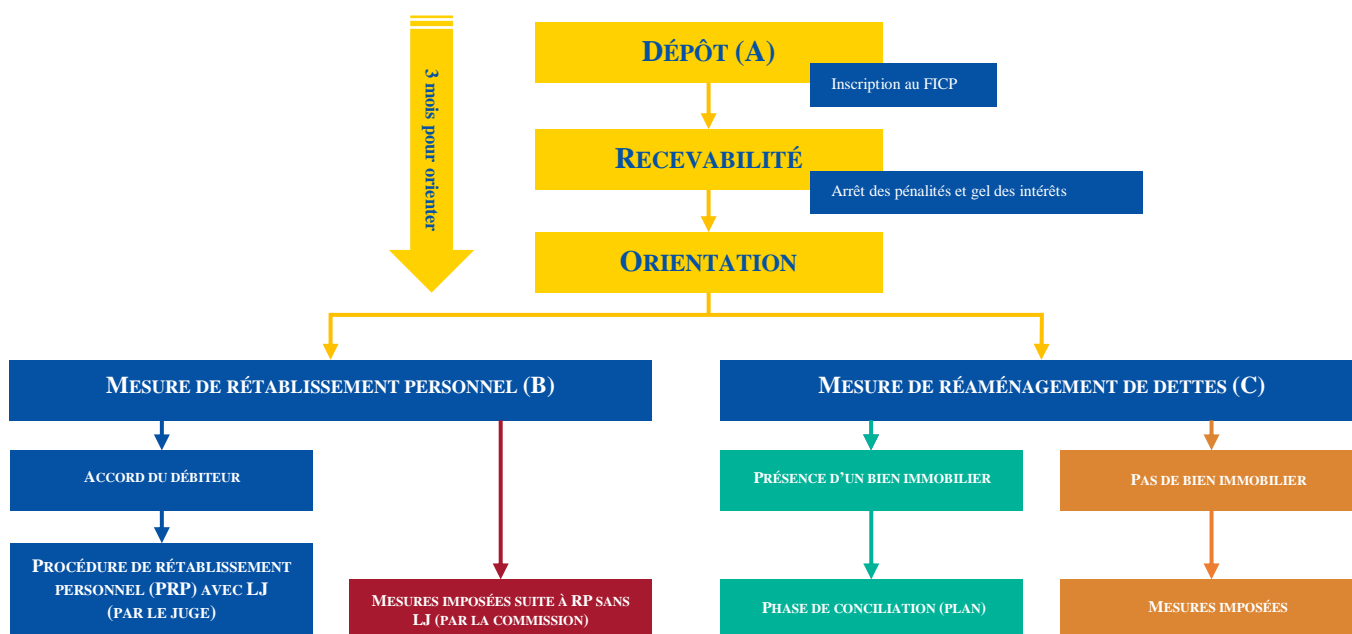 3 mois pour orienter
DÉPÔT (A)
Inscription au FICP
RECEVABILITÉ
Arrêt des pénalités et gel des intérêts
ORIENTATION
MESURE DE RÉTABLISSEMENT PERSONNEL (B)
MESURE DE RÉAMÉNAGEMENT DE DETTES (C)
ACCORD DU DÉBITEUR
PRÉSENCE D'UN BIEN IMMOBILIER
PAS DE BIEN IMMOBILIER
PROCÉDURE DE RÉTABLISSEMENT
PERSONNEL (PRP) AVEC LJ
(PAR LE JUGE)
MESURES IMPOSÉES SUITE À RP SANS
LJ (PAR LA COMMISSION)
PHASE DE CONCILIATION (PLAN)
MESURES IMPOSÉES